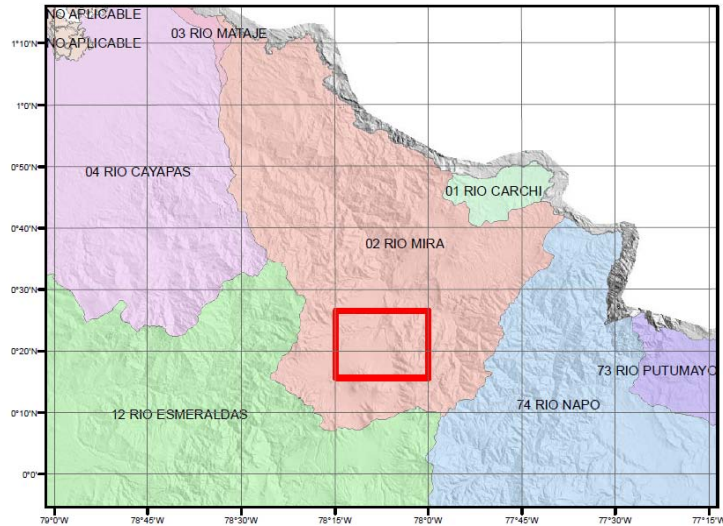 NO APLICABLE
03 RIO MATAJE
1°10'N
NO APLICABLE
1°0'N
0°50'N
04 RIO CAYAPAS
01 RIO CARCHI
0°40'N
02 RIO MIRA
0°30'N
0°20'N
73 RIO PUTUMAYO
74 RIO NAPO
0°10'N
12 RIO ESMERALDAS
0°0'
79°0'W
78°45'W
78°30'W
78°15'W
78°0'W
77°45'W
77°30'W
77°15'W